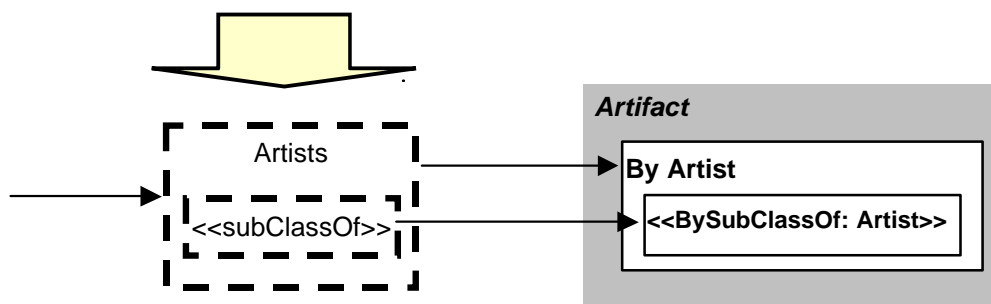 Artifact
Artists
By Artist
<<subClassOf>>
<<BySubClassOf: Artist>>